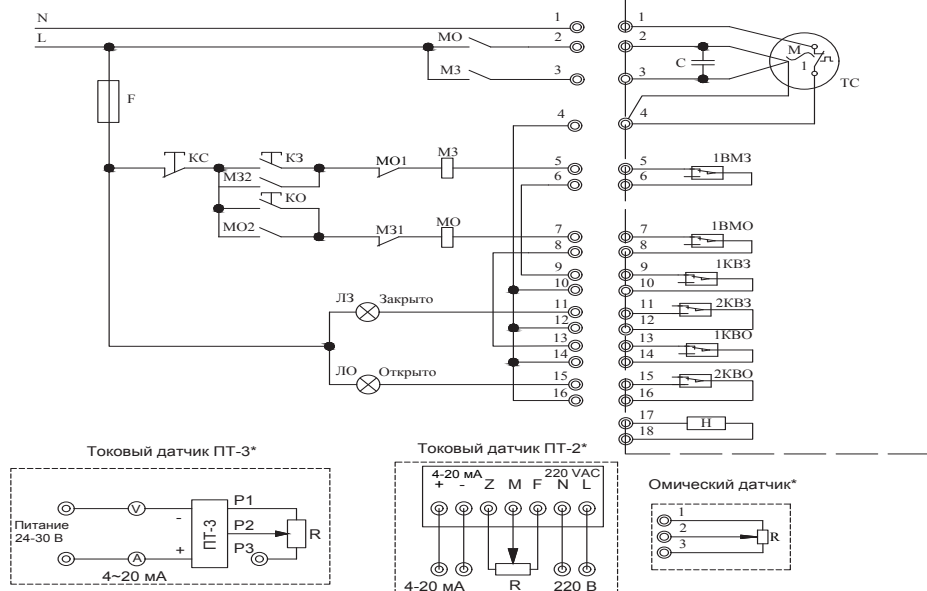 N 1 1
L МО 2 2
М
МЗ 3 С 3 1
ТС
F 4 4
КС КЗ МО1 МЗ 5 5 1ВМЗ
МЗ2 6 6
КО
МО2 МЗ1 МО 7 7 1ВМО
8 8
9 9 1КВЗ
10 10
ЛЗ Закрыто 11 11 2КВЗ
12 12
13 13 1КВО
14 14
ЛО Открыто 15 15 2КВО
16 16
17 Н
18
Токовый датчик ПТ-3*
Питание
24-30 В
V
A
-
+
ПТ-3
P1
P2
P3
R
4~20 мА
Токовый датчик ПТ-2*
4-20 мА 220 VAC
+ - Z M F N L
4-20 мА R 220 В
Омический датчик*
1
2
3
R